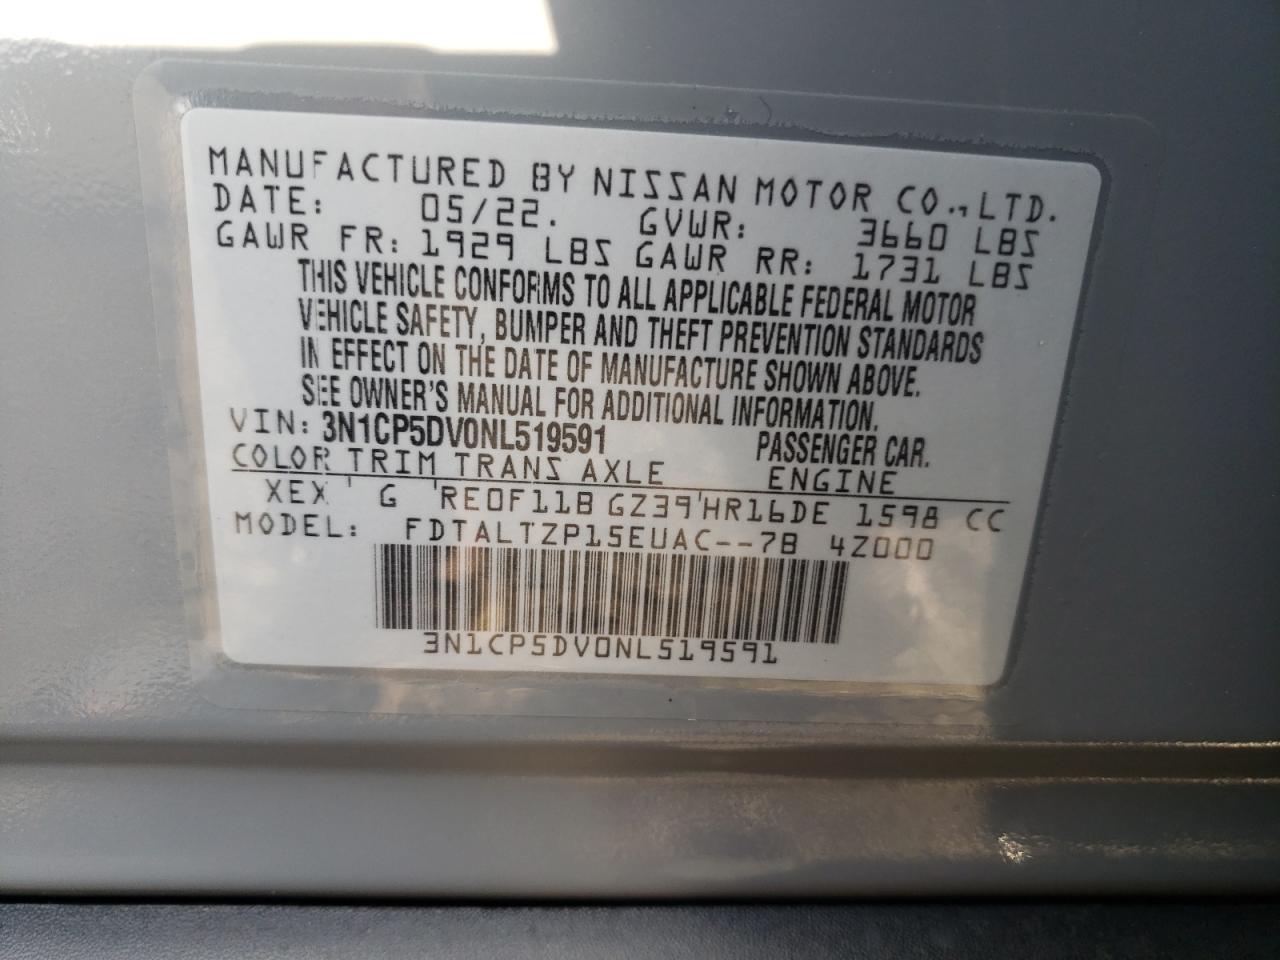 MANUFACTURED BY NISSAN MOTOR CO., LTD.
DATE: 05/22. GVWR: 3660 LBS
GAWR FR: 1929 LBS GAWR RR: 1731 LBS
THIS VEHICLE CONFORMS TO ALL APPLICABLE FEDERAL MOTOR
VEHICLE SAFETY, BUMPER AND THEFT PREVENTION STANDARDS
IN EFFECT ON THE DATE OF MANUFACTURE SHOWN ABOVE.
SEE OWNER'S MANUAL FOR ADDITIONAL INFORMATION.
VIN: 3N1CP5DV0NL519591 PASSENGER CAR.
COLOR TRIM TRANS AXLE ENGINE
XEX ' G 'RE0F11B GZ39'HR16DE 1598 CC
MODEL: FDTALTZP15EUAC--7B 4Z000
3N1CP5DV0NL519591